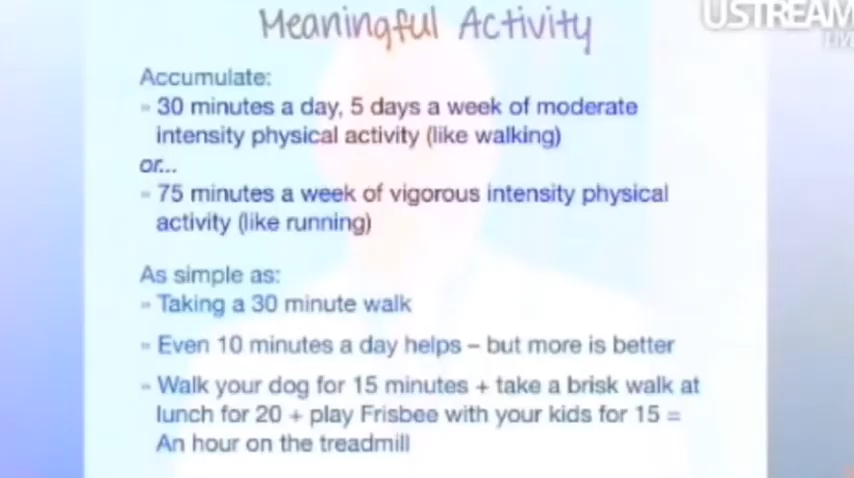 Meaningful Activity
USTREAM
LIVE
Accumulate:
» 30 minutes a day, 5 days a week of moderate
intensity physical activity (like walking)
or...
» 75 minutes a week of vigorous intensity physical
activity (like running)
As simple as:
» Taking a 30 minute walk
» Even 10 minutes a day helps – but more is better
» Walk your dog for 15 minutes + take a brisk walk at
lunch for 20 + play Frisbee with your kids for 15 =
An hour on the treadmill